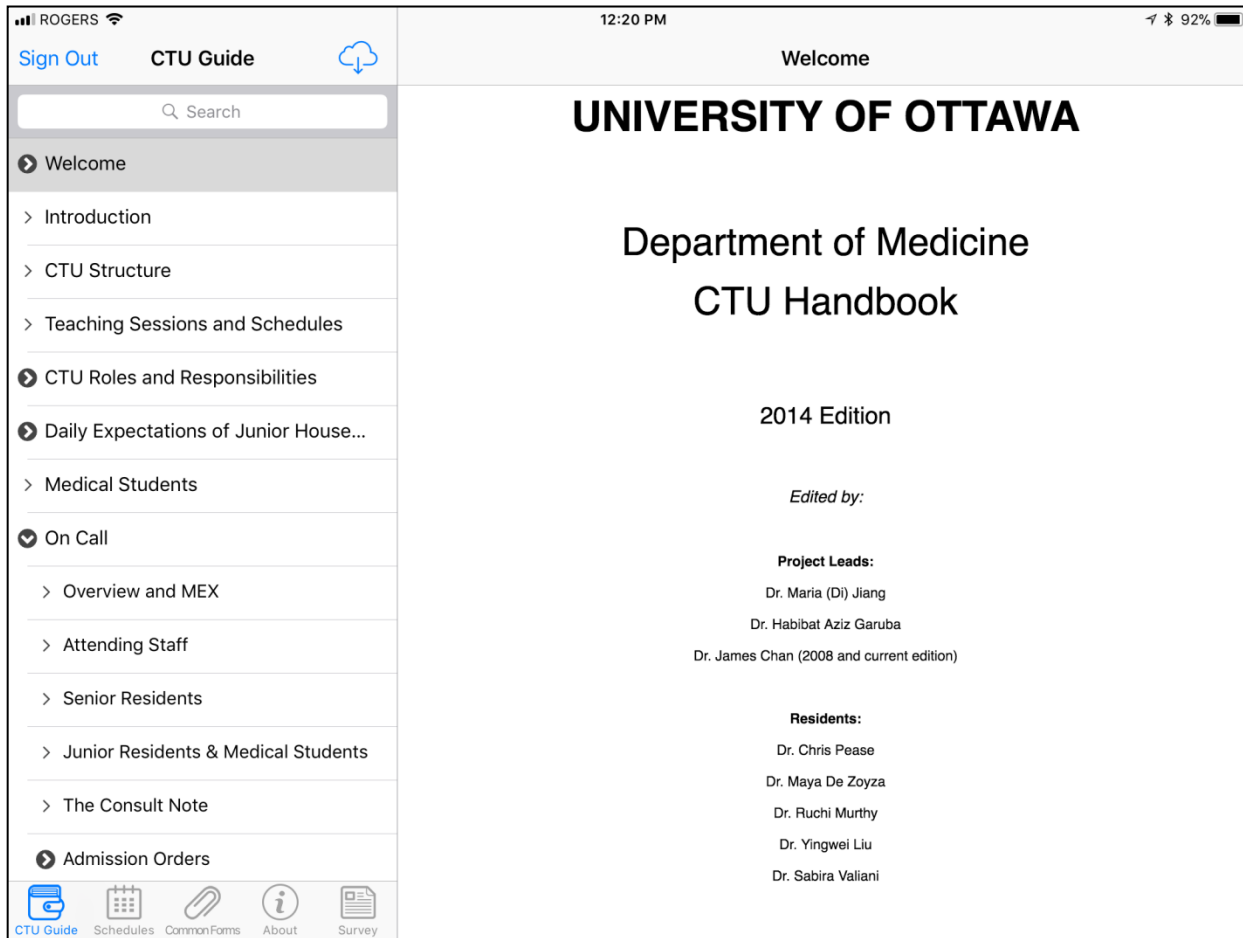 ROGERS
12:20 PM
92%
Sign Out
CTU Guide
Welcome
Search
Welcome
Introduction
CTU Structure
Teaching Sessions and Schedules
CTU Roles and Responsibilities
Daily Expectations of Junior House...
Medical Students
On Call
Overview and MEX
Attending Staff
Senior Residents
Junior Residents & Medical Students
The Consult Note
Admission Orders
CTU Guide
Schedules
Common Forms
About
Survey
UNIVERSITY OF OTTAWA
Department of Medicine
CTU Handbook
2014 Edition
Edited by:
Project Leads:
Dr. Maria (Di) Jiang
Dr. Habibat Aziz Garuba
Dr. James Chan (2008 and current edition)
Residents:
Dr. Chris Pease
Dr. Maya De Zoyza
Dr. Ruchi Murthy
Dr. Yingwei Liu
Dr. Sabira Valiani